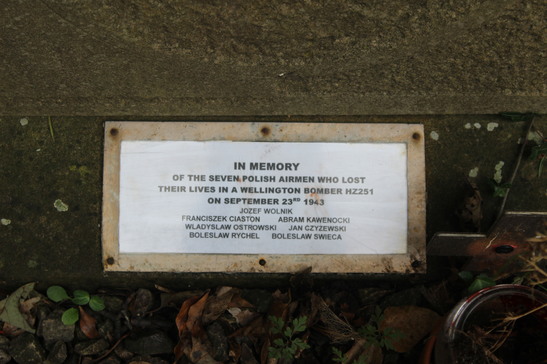 IN MEMORY
OF THE SEVEN POLISH AIRMEN WHO LOST
THEIR LIVES IN A WELLINGTON BOMBER HZ251
ON SEPTEMBER 23RD 1943
JOZEF WOLNIK
FRANCISZEK CIASTON ABRAM KAWENOCKI
WLADYSLAW OSTROWSKI JAN CZYZEWSKI
BOLESLAW RYCHEL BOLESLAW SWIECA